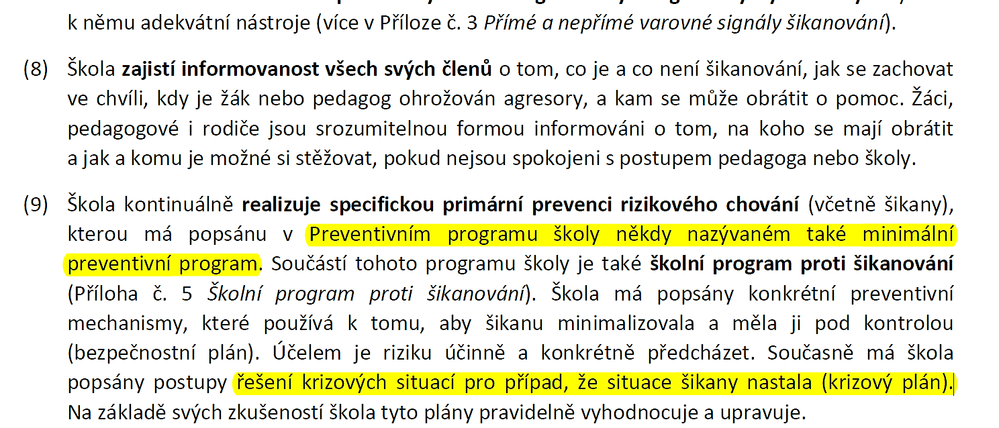 k němu adekvátní nástroje (více v Příloze č. 3 Přímé a nepřímé varovné signály šikanování).
(8) Škola zajistí informovanost všech svých členů o tom, co je a co není šikanování, jak se zachovat
ve chvíli, kdy je žák nebo pedagog ohrožován agresory, a kam se může obrátit o pomoc. Žáci,
pedagogové i rodiče jsou srozumitelnou formou informováni o tom, na koho se mají obrátit
a jak a komu je možné si stěžovat, pokud nejsou spokojeni s postupem pedagoga nebo školy.
(9) Škola kontinuálně realizuje specifickou primární prevenci rizikového chování (včetně šikany),
kterou má popsánu v Preventivním programu školy někdy nazývaném také minimální
preventivní program. Součástí tohoto programu školy je také školní program proti šikanování
(Příloha č. 5 Školní program proti šikanování). Škola má popsány konkrétní preventivní
mechanismy, které používá k tomu, aby šikanu minimalizovala a měla ji pod kontrolou
(bezpečnostní plán). Účelem je riziku účinně a konkrétně předcházet. Současně má škola
popsány postupy řešení krizových situací pro případ, že situace šikany nastala (krizový plán).
Na základě svých zkušeností škola tyto plány pravidelně vyhodnocuje a upravuje.